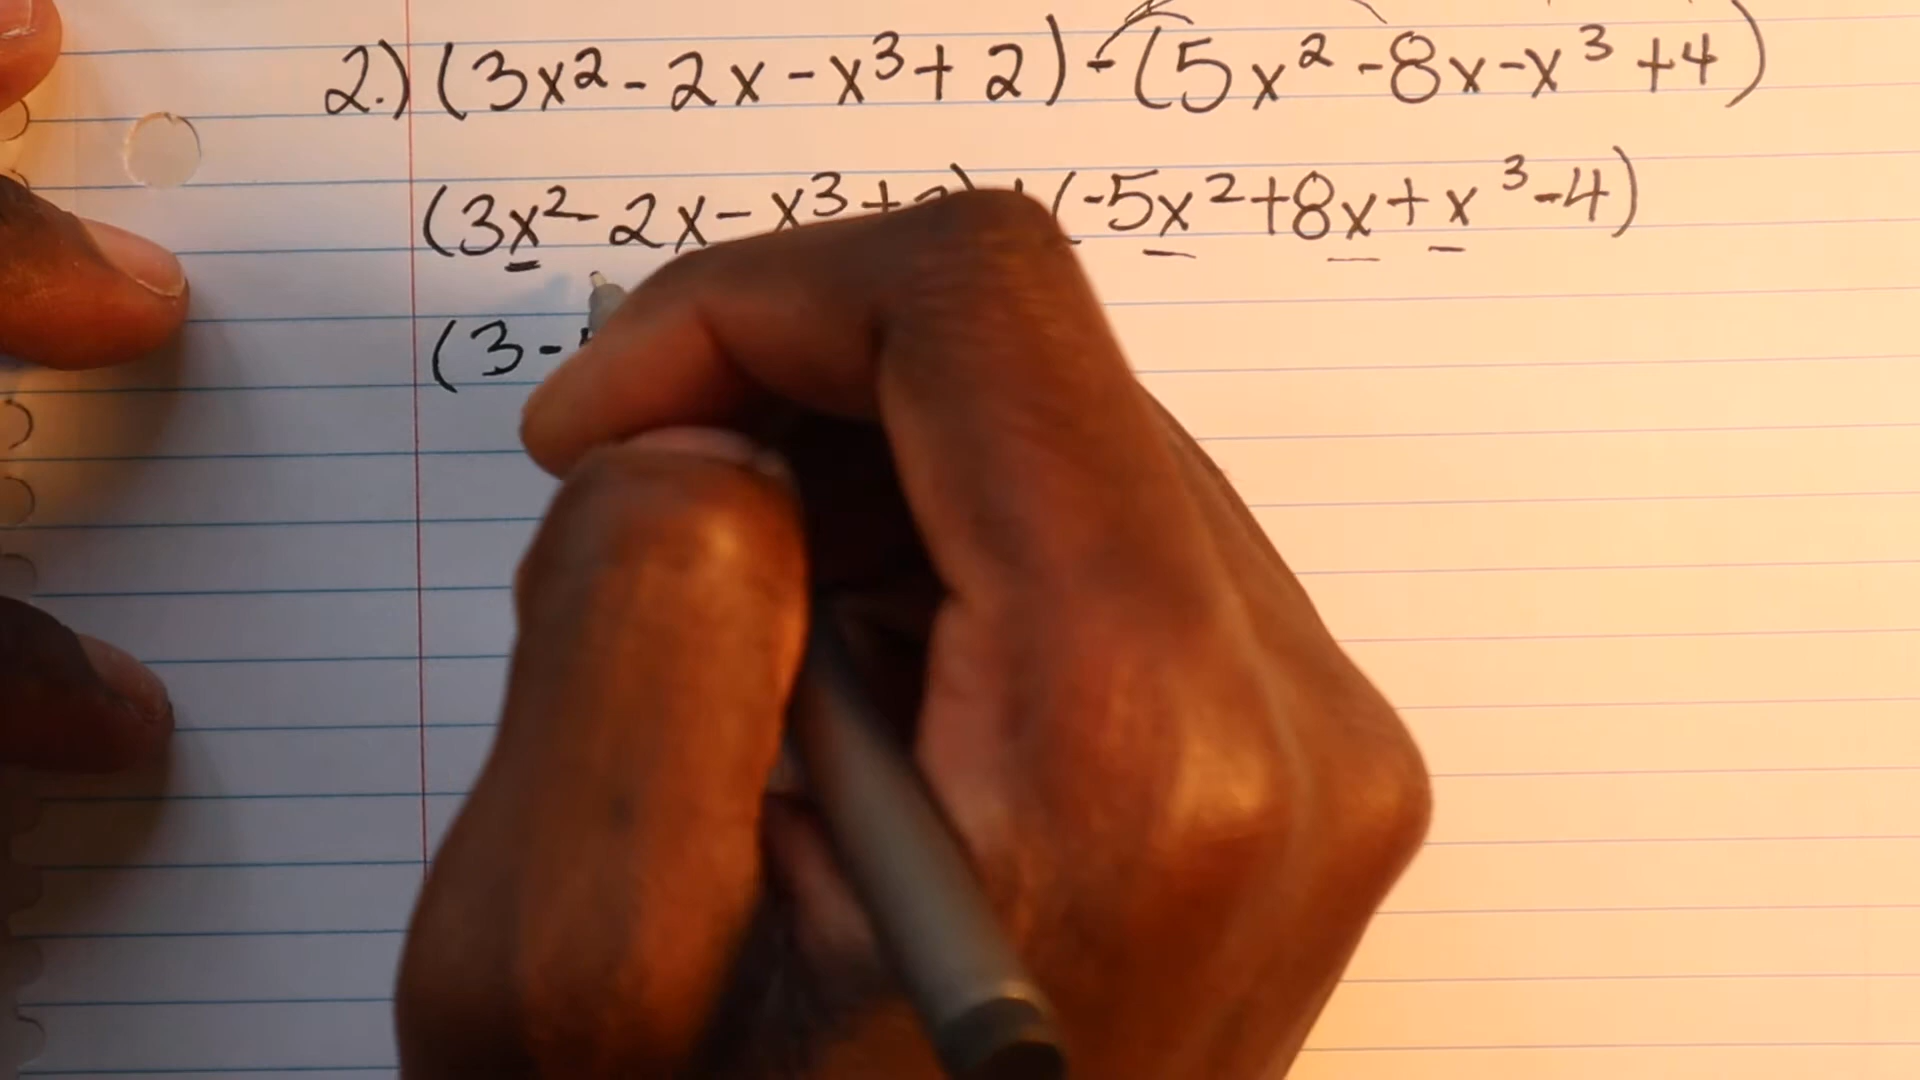 2.) (3x² - 2x - x³ + 2) - (5x² - 8x - x³ + 4)
(3x² - 2x - x³ + (-5x² + 8x + x³ - 4)
(3 -